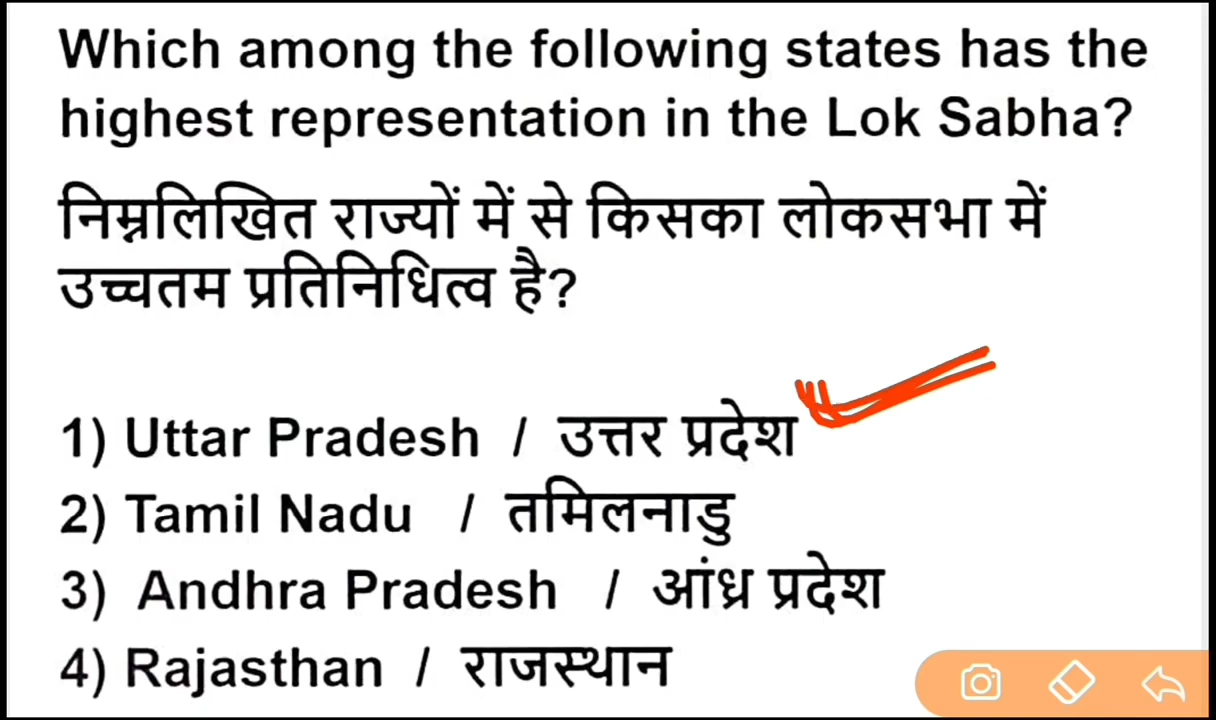 Which among the following states has the
highest representation in the Lok Sabha?
निम्नलिखित राज्यों में से किसका लोकसभा में
उच्चतम प्रतिनिधित्व है?
1) Uttar Pradesh / उत्तर प्रदेश
2) Tamil Nadu / तमिलनाडु
3) Andhra Pradesh / आंध्र प्रदेश
4) Rajasthan / राजस्थान